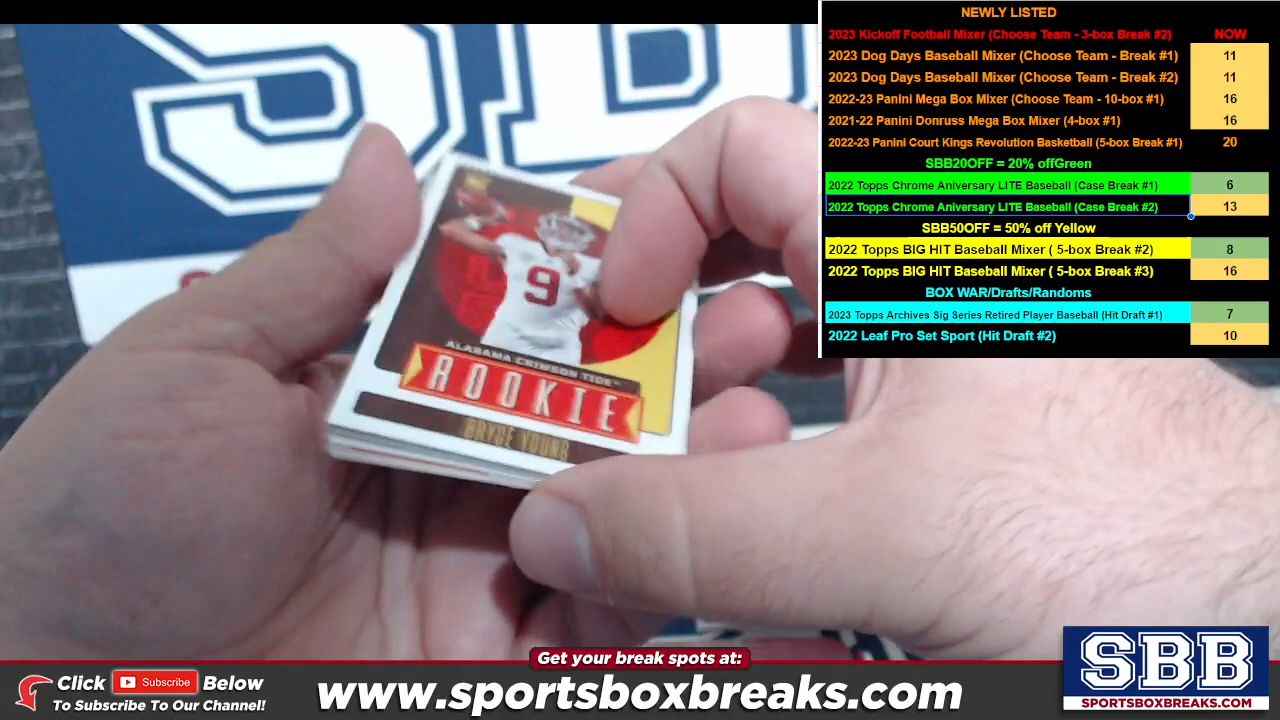 NEWLY LISTED
2023 Kickoff Football Mixer (Choose Team - 3-box Break #2) NOW
2023 Dog Days Baseball Mixer (Choose Team - Break #1) 11
2023 Dog Days Baseball Mixer (Choose Team - Break #2) 11
2022-23 Panini Mega Box Mixer (Choose Team - 10-box #1) 16
2021-22 Panini Donruss Mega Box Mixer (4-box #1) 16
2022-23 Panini Court Kings Revolution Basketball (5-box Break #1) 20
SBB20OFF = 20% offGreen
2022 Topps Chrome Aniversary LITE Baseball (Case Break #1) 6
2022 Topps Chrome Aniversary LITE Baseball (Case Break #2) 13
SBB50OFF = 50% off Yellow
2022 Topps BIG HIT Baseball Mixer ( 5-box Break #2) 8
2022 Topps BIG HIT Baseball Mixer ( 5-box Break #3) 16
BOX WAR/Drafts/Randoms
2023 Topps Archives Sig Series Retired Player Baseball (Hit Draft #1) 7
2022 Leaf Pro Set Sport (Hit Draft #2) 10
9
ALABAMA CRIMSON TIDE
ROOKIE
BRYCE YOUNG
Get your break spots at:
Click Subscribe Below
To Subscribe To Our Channel!
www.sportsboxbreaks.com
SBB
SPORTSBOXBREAKS.COM